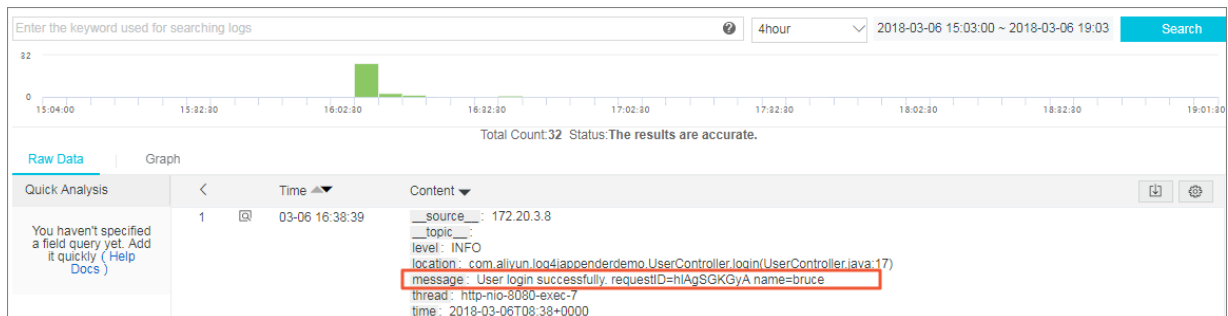 Enter the keyword used for searching logs
4hour
2018-03-06 15:03:00 ~ 2018-03-06 19:03
Search
32
0
15:04:00 15:32:30 16:02:30 16:32:30 17:02:30 17:32:30 18:02:30 18:32:30 19:01:30
Total Count:32 Status:The results are accurate.
Raw Data
Graph
Quick Analysis
Time
Content
You haven't specified
a field query yet. Add
it quickly ( Help
Docs )
1
03-06 16:38:39
__source__: 172.20.3.8
__topic__:
level: INFO
location: com.aliyun.log4jappenderdemo.UserController.login(UserController.java:17)
message: User login successfully. requestID=hlAgSGKGyA name=bruce
thread: http-nio-8080-exec-7
time: 2018-03-06T08:38+0000